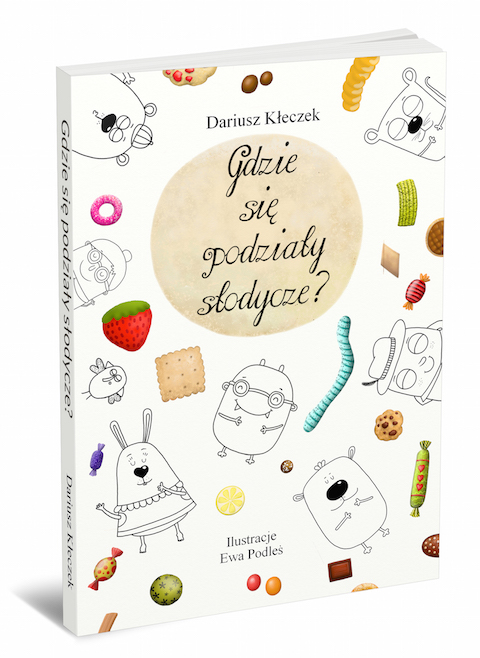 Dariusz Kłeczek
Gdzie
się
podziały
słodycze?
Ilustracje
Ewa Podleś
Gdzie się podziały słodycze?
Dariusz Kłeczek